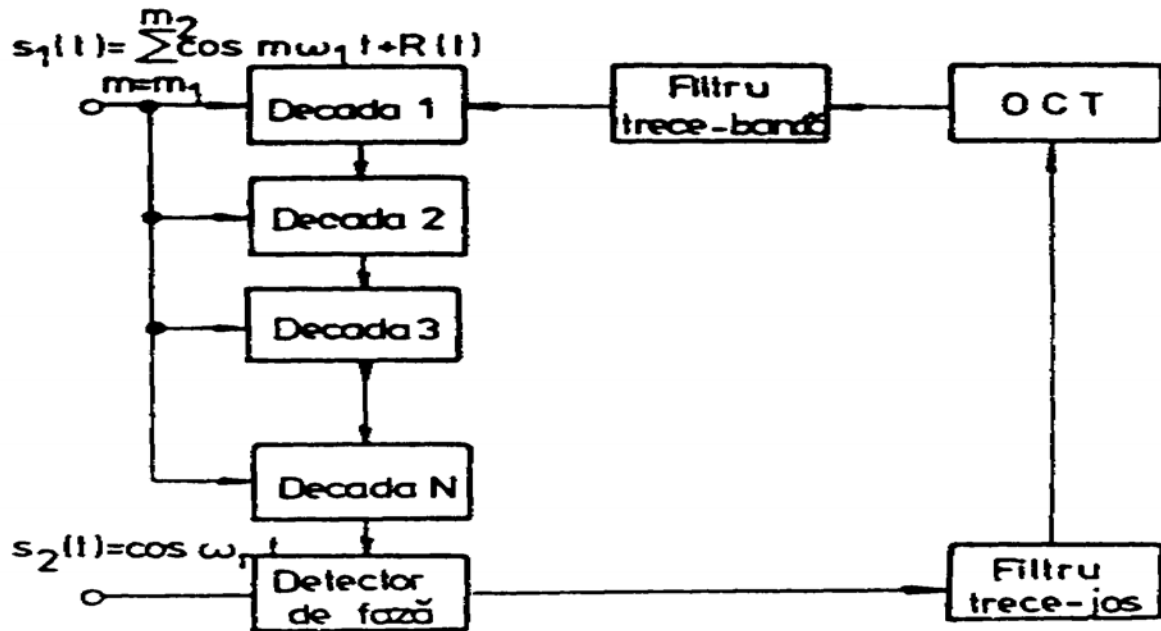 s₁(t)= ∑ cos mω₁ t+R(t)
m₂
m=m₁
Decada 1
Filtru
trece-bandă
O C T
Decada 2
Decada 3
Decada N
s₂(t)=cos ω₁ t
Detector
de fază
Filtru
trece-jos